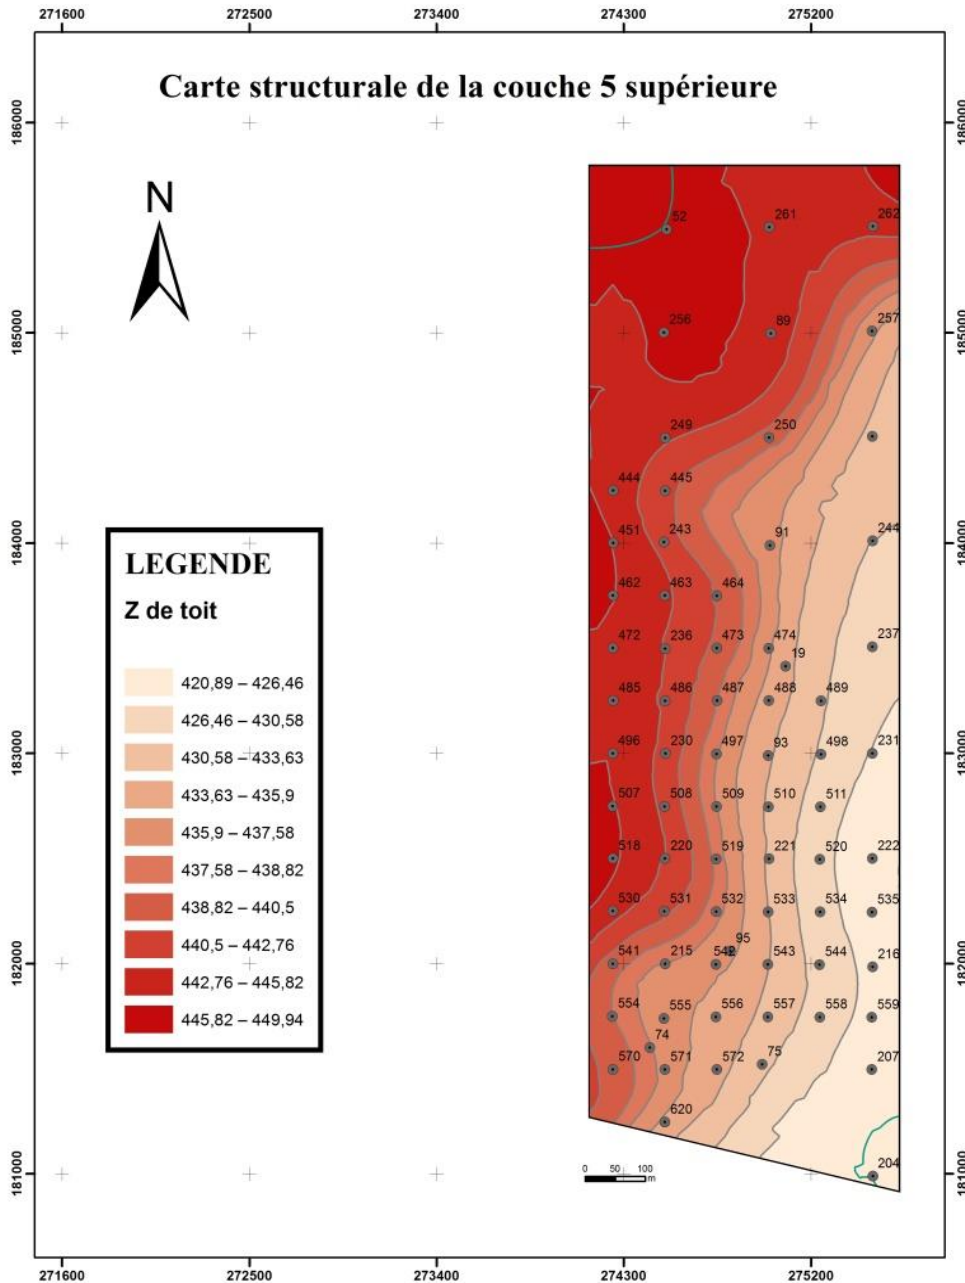 271600 272500 273400 274300 275200
Carte structurale de la couche 5 supérieure
186000 186000
N
52 261 262
185000 185000
256 89 257
249 250
444 445
184000 184000
451 243 91 244
462 463 464
472 236 473 474 237
19
485 486 487 488 489
183000 183000
496 230 497 93 498 231
507 508 509 510 511
518 220 519 221 520 222
530 531 532 533 534 535
95
182000 182000
541 215 542 543 544 216
554 555 556 557 558 559
74 75
570 571 572 207
620
181000 181000
204
LEGENDE
Z de toit
420,89 – 426,46
426,46 – 430,58
430,58 – 433,63
433,63 – 435,9
435,9 – 437,58
437,58 – 438,82
438,82 – 440,5
440,5 – 442,76
442,76 – 445,82
445,82 – 449,94
0 50 100
m
271600 272500 273400 274300 275200